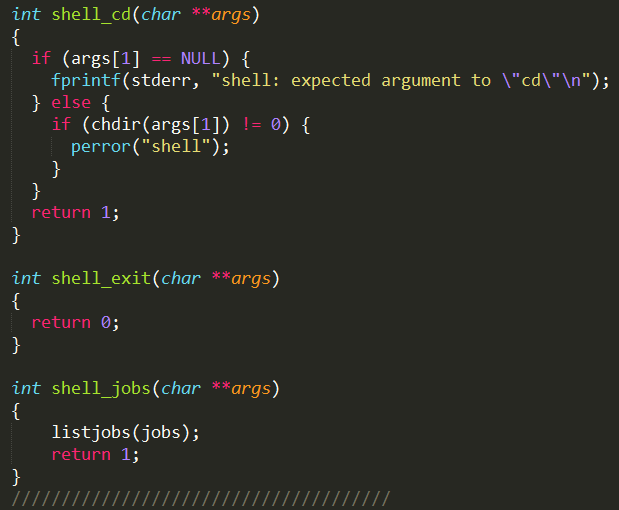 int shell_cd(char **args)
{
  if (args[1] == NULL) {
    fprintf(stderr, "shell: expected argument to \"cd\"\n");
  } else {
    if (chdir(args[1]) != 0) {
      perror("shell");
    }
  }
  return 1;
}

int shell_exit(char **args)
{
  return 0;
}

int shell_jobs(char **args)
{
    listjobs(jobs);
    return 1;
}
//////////////////////////////////////